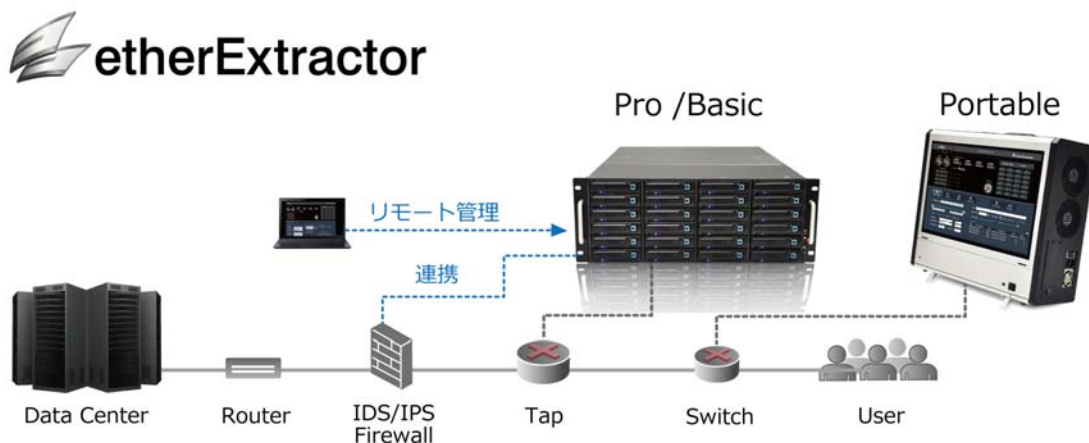 etherExtractor
Pro /Basic
Portable
リモート管理
連携
Data Center
Router
IDS/IPS
Firewall
Tap
Switch
User